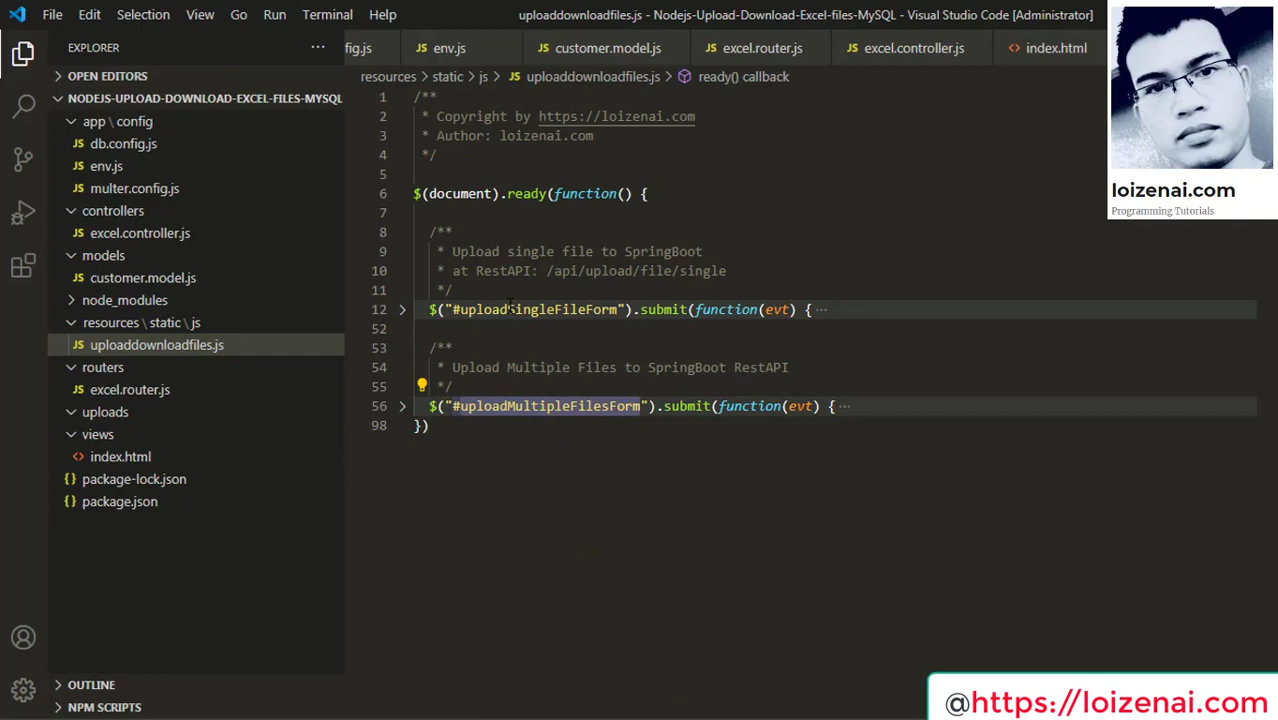 File Edit Selection View Go Run Terminal Help
uploaddownloadfiles.js - Nodejs-Upload-Download-Excel-files-MySQL - Visual Studio Code [Administrator]
EXPLORER
fig.js
env.js
customer.model.js
excel.router.js
excel.controller.js
index.html
resources > static > js > JS uploaddownloadfiles.js > ready() callback
OPEN EDITORS
NODEJS-UPLOAD-DOWNLOAD-EXCEL-FILES-MYSQL
app \ config
JS db.config.js
JS env.js
JS multer.config.js
controllers
JS excel.controller.js
models
JS customer.model.js
node_modules
resources \ static \ js
JS uploaddownloadfiles.js
routers
JS excel.router.js
uploads
views
<> index.html
{} package-lock.json
{} package.json
OUTLINE
NPM SCRIPTS
1 /**
2 * Copyright by https://loizenai.com
3 * Author: loizenai.com
4 */
5
6 $(document).ready(function() {
7
8 /**
9 * Upload single file to SpringBoot
10 * at RestAPI: /api/upload/file/single
11 */
12 $("#uploadSingleFileForm").submit(function(evt) { ···
52
53 /**
54 * Upload Multiple Files to SpringBoot RestAPI
55 */
56 $("#uploadMultipleFilesForm").submit(function(evt) { ···
98 })
loizenai.com
Programming Tutorials
@https://loizenai.com